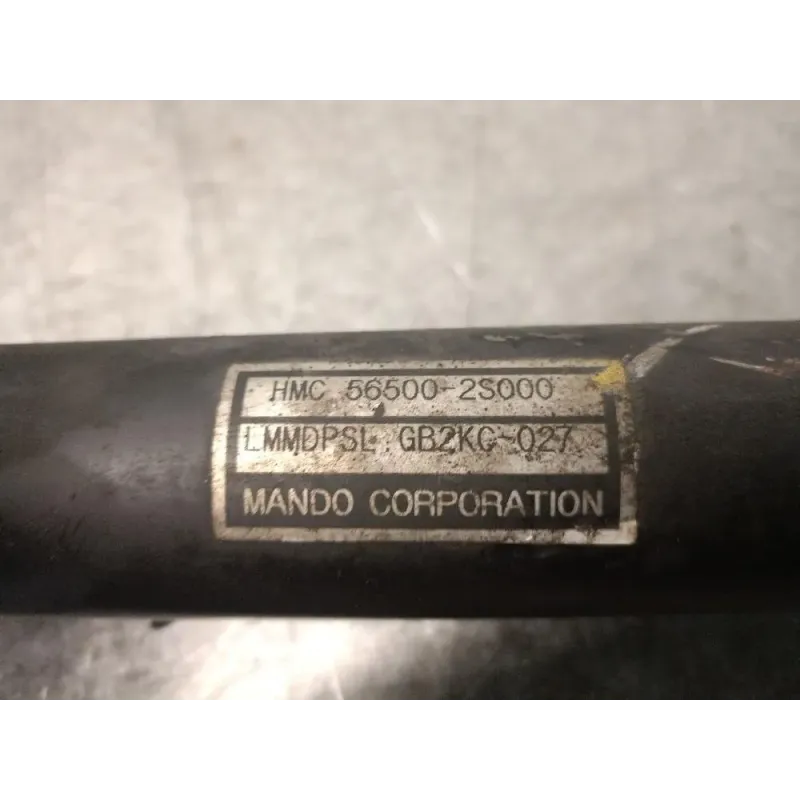 HMC 56500-2S000
LMMDPSL GB2KC-027
MANDO CORPORATION